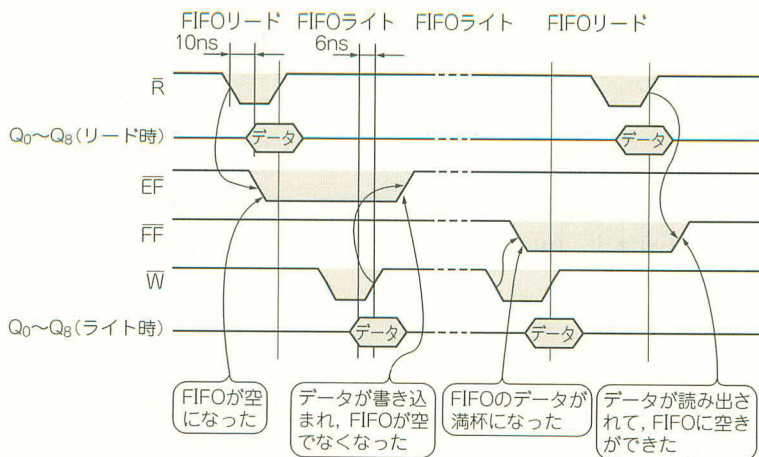 FIFOリード FIFOライト FIFOライト FIFOリード
10ns 6ns
R̅
Q₀〜Q₈(リード時) データ データ
E̅F̅
F̅F̅
W̅
Q₀〜Q₈(ライト時) データ データ
FIFOが空
になった
データが書き込
まれ,FIFOが空
でなくなった
FIFOのデータが
満杯になった
データが読み出さ
れて,FIFOに空き
ができた